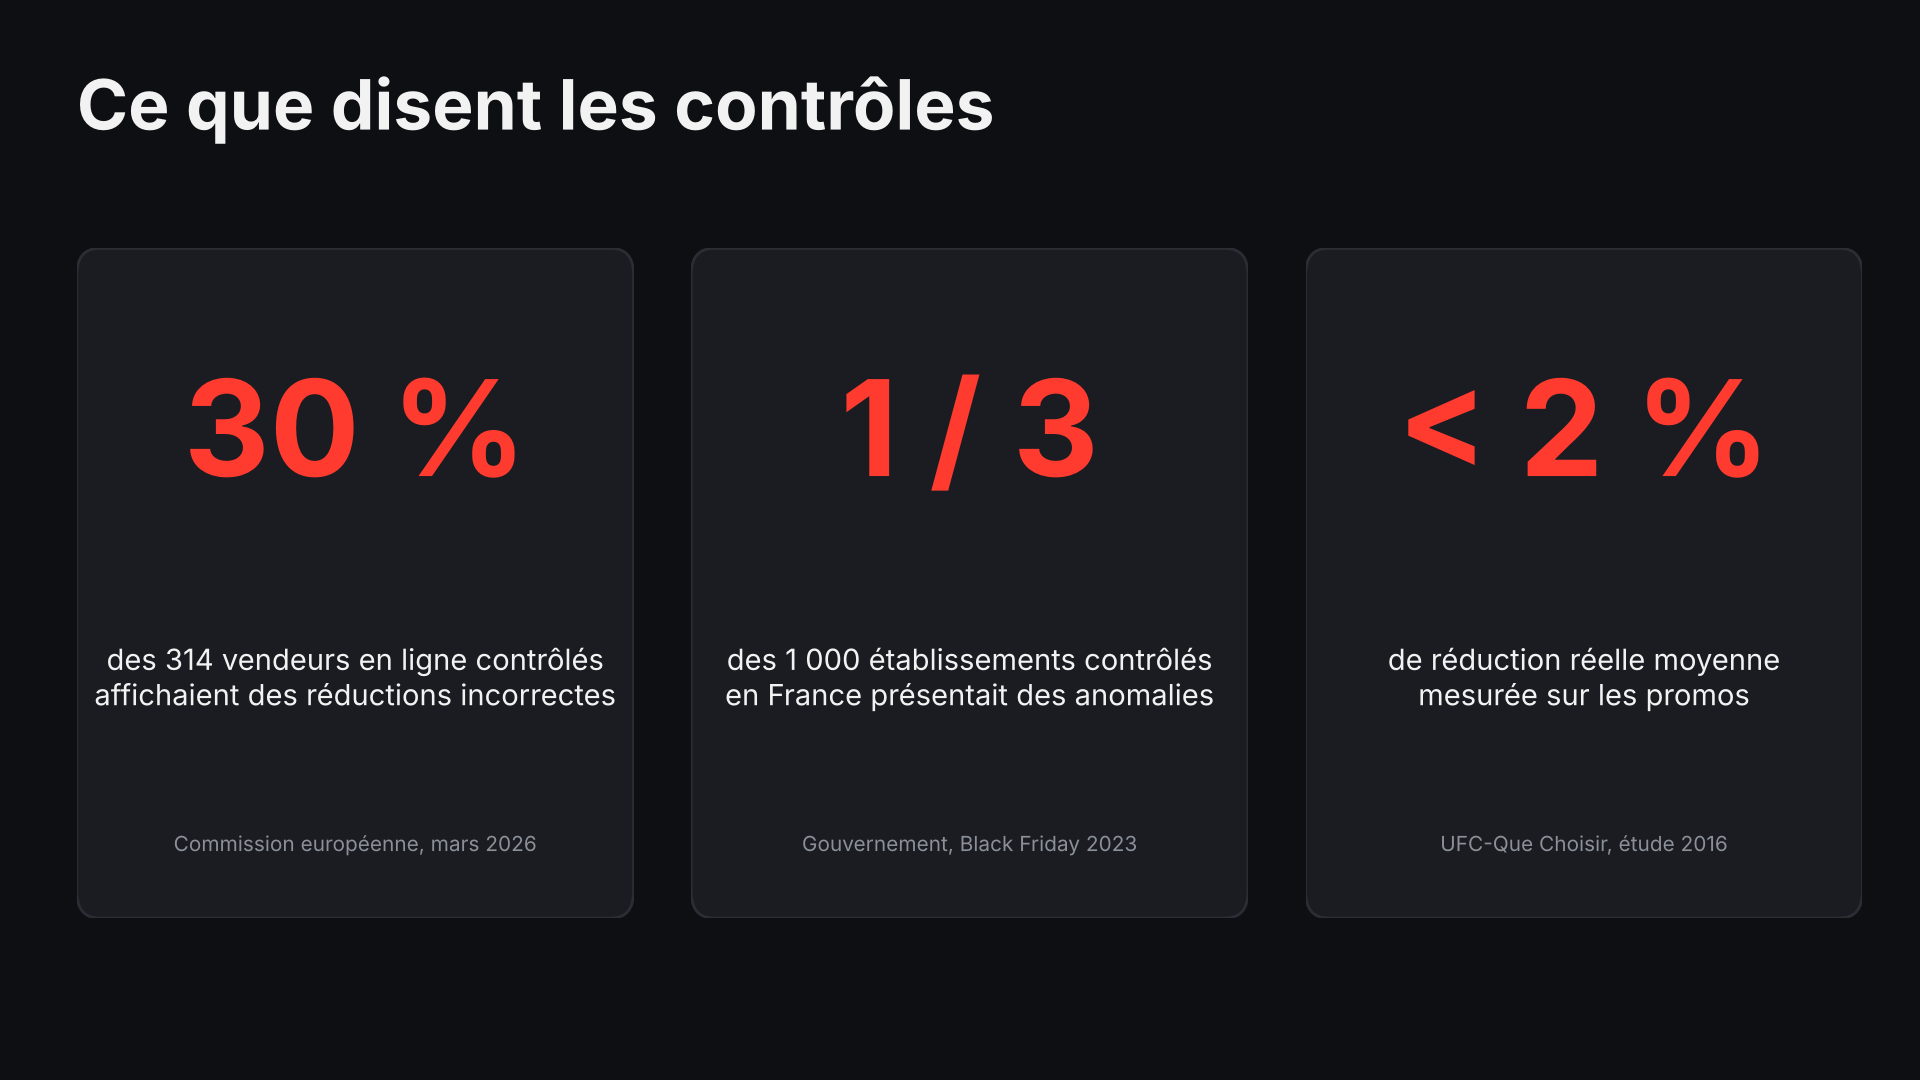 Ce que disent les contrôles
30 %
des 314 vendeurs en ligne contrôlés
affichaient des réductions incorrectes
Commission européenne, mars 2026
1 / 3
des 1 000 établissements contrôlés
en France présentait des anomalies
Gouvernement, Black Friday 2023
< 2 %
de réduction réelle moyenne
mesurée sur les promos
UFC-Que Choisir, étude 2016